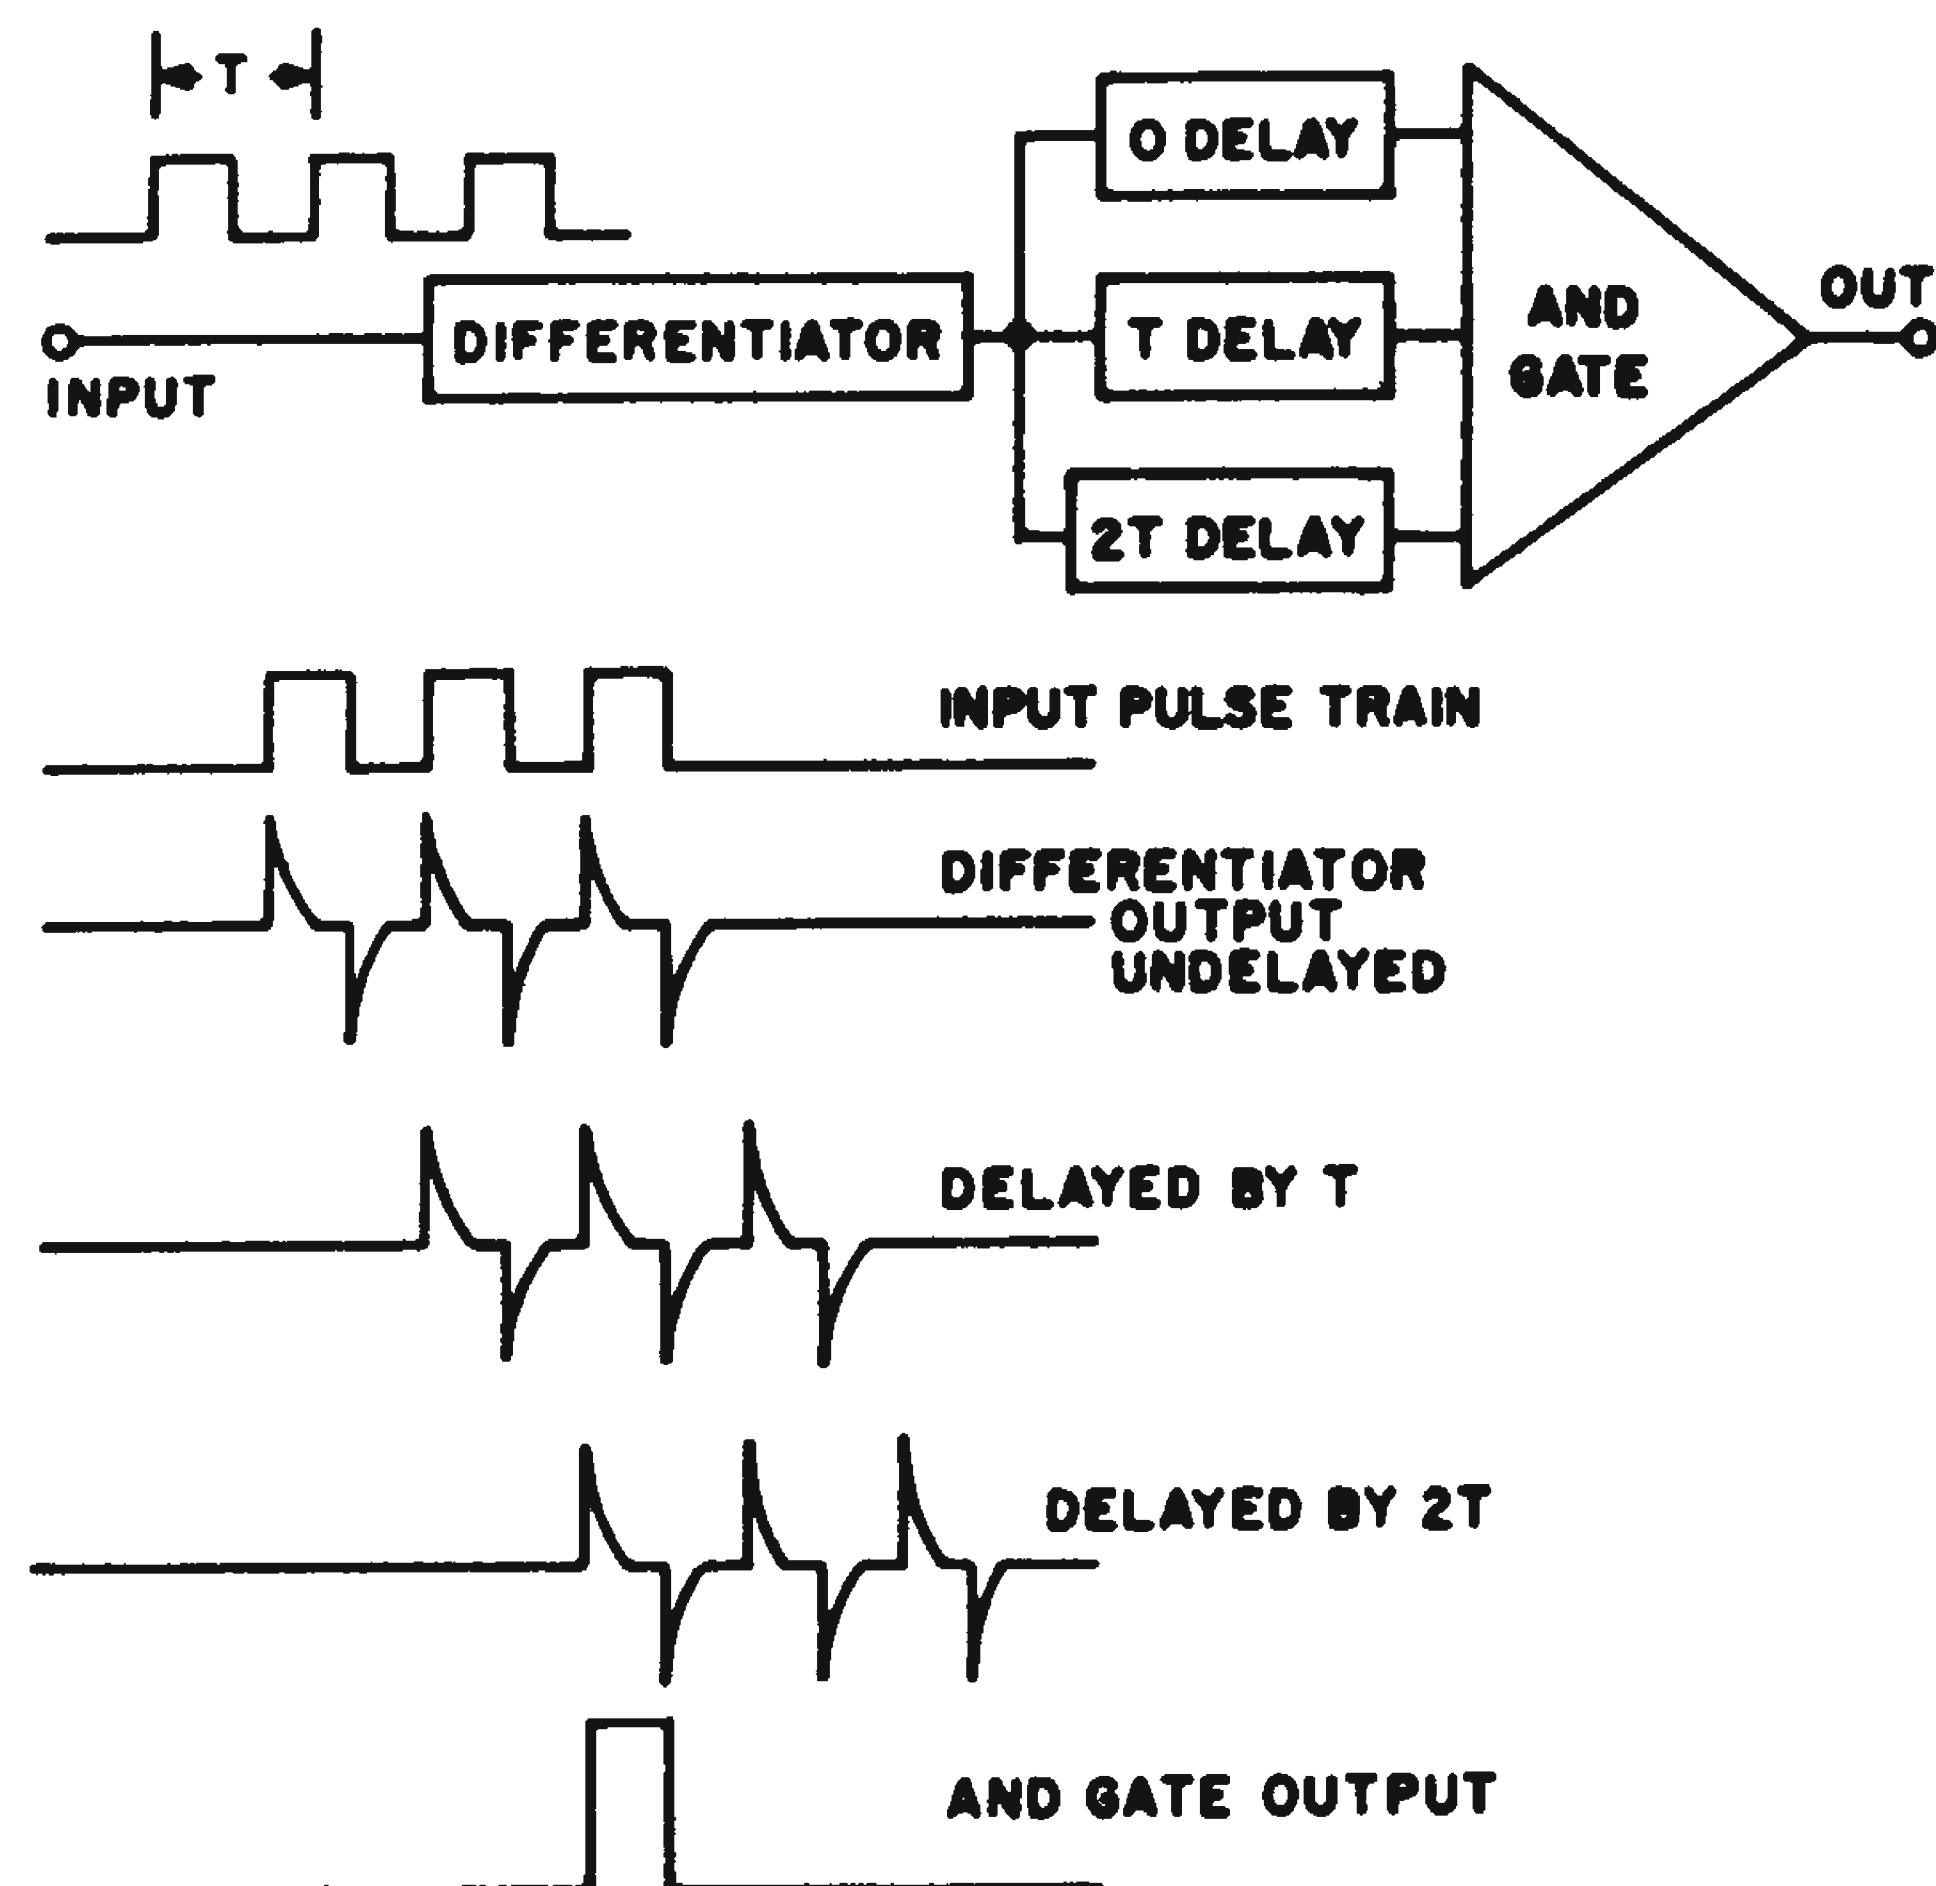 T
O DELAY
DIFFERENTIATOR
T DELAY
AND
GATE
OUT
INPUT
2T DELAY
INPUT PULSE TRAIN
DIFFERENTIATOR
OUTPUT
UNDELAYED
DELAYED BY T
DELAYED BY 2T
AND GATE OUTPUT